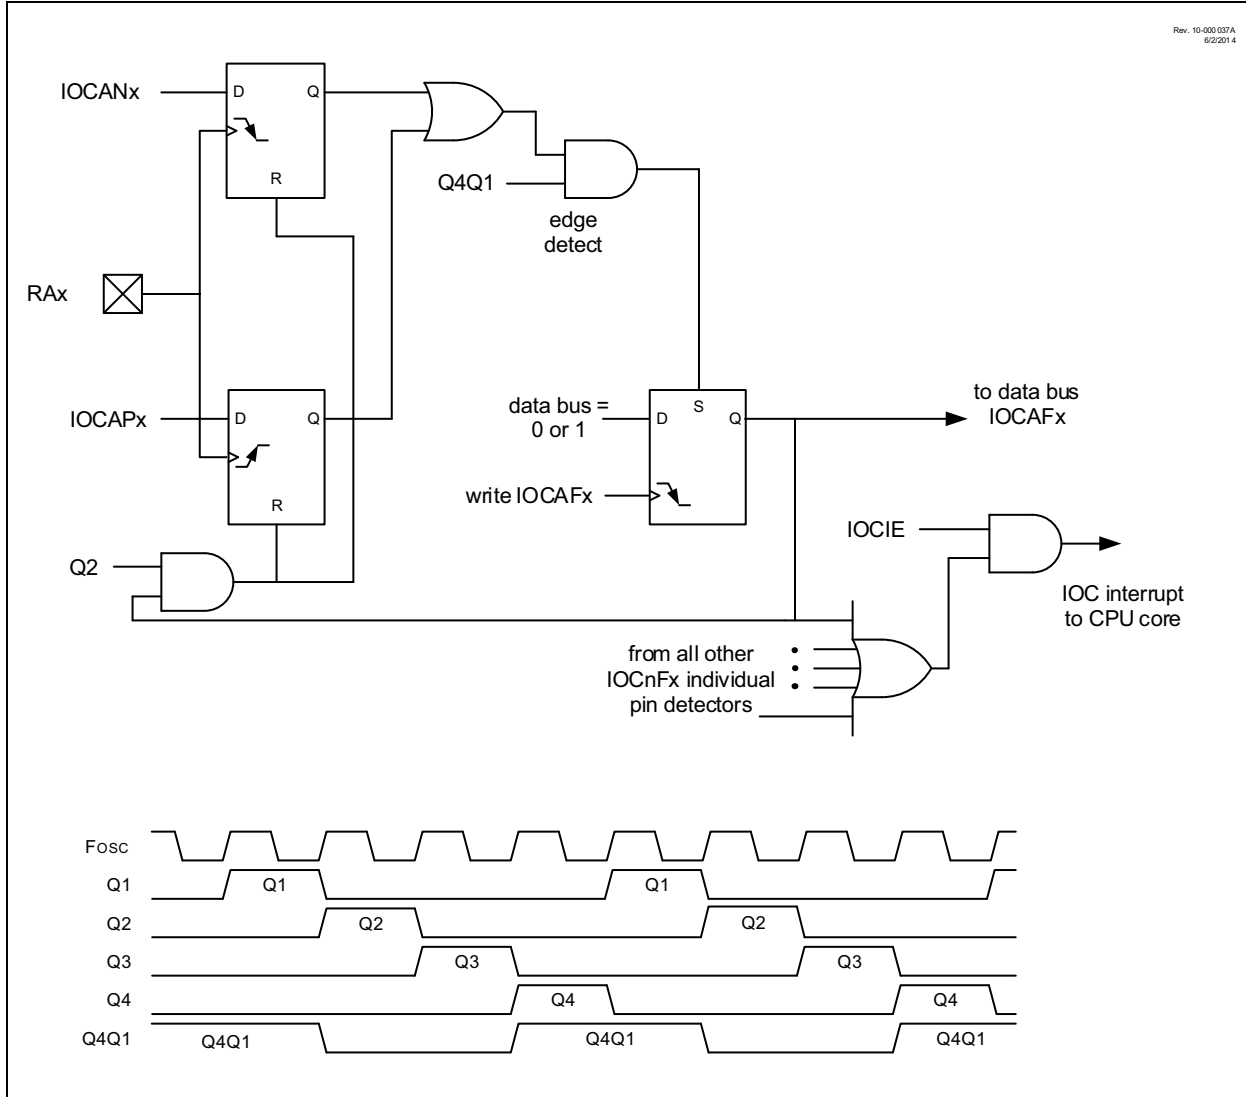 Rev. 10-000 037A
6/2/201 4
IOCANx
D
Q
R
Q4Q1
edge
detect
RAx
IOCAPx
D
Q
R
data bus =
0 or 1
D
S
Q
to data bus
IOCAFx
write IOCAFx
IOCIE
Q2
IOC interrupt
to CPU core
from all other
IOCnFx individual
pin detectors
FOSC
Q1
Q1
Q1
Q2
Q2
Q2
Q3
Q3
Q3
Q4
Q4
Q4
Q4Q1
Q4Q1
Q4Q1
Q4Q1